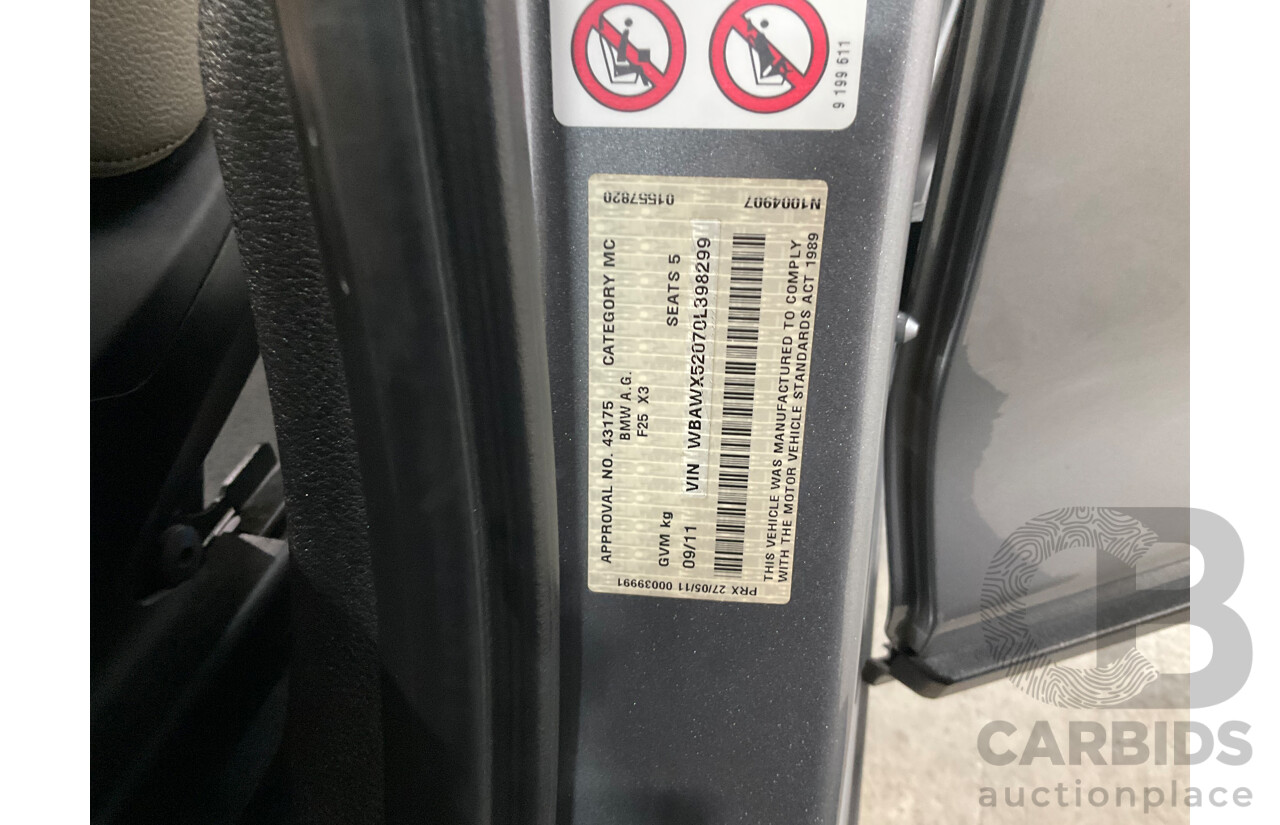 9 199 611
01557820
N1004907
APPROVAL NO. 43175 CATEGORY MC
BMW A.G.
F25 X3
GVM kg SEATS 5
09/11 VIN WBAWX52070L398299
THIS VEHICLE WAS MANUFACTURED TO COMPLY
WITH THE MOTOR VEHICLE STANDARDS ACT 1989
PRX 27/05/11 00039991
CB
CARBIDS
auctionplace